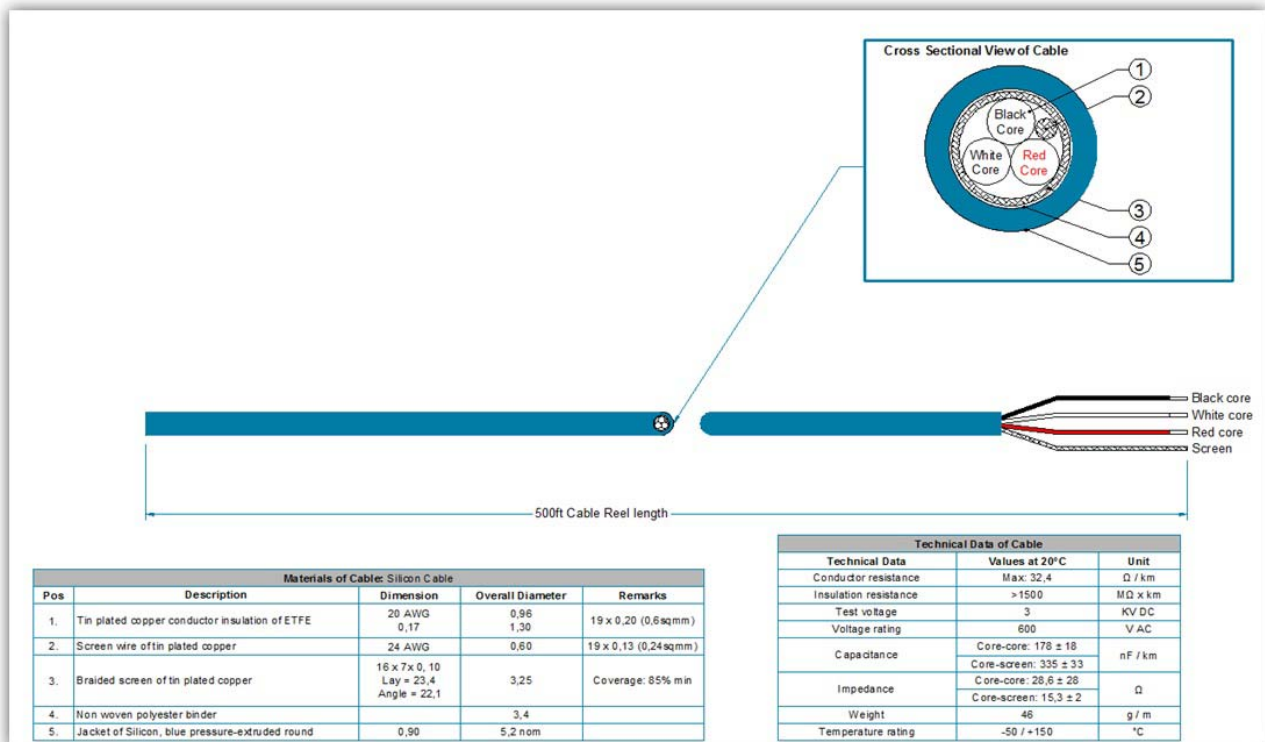 Cross Sectional View of Cable
1
2
Black Core
White Core
Red Core
3
4
5
Black core
White core
Red core
Screen
500ft Cable Reel length
Materials of Cable: Silicon Cable
Pos Description Dimension Overall Diameter Remarks
1. Tin plated copper conductor insulation of ETFE 20 AWG 0,17 0,96 1,30 19 x 0,20 (0,6sqmm)
2. Screen wire of tin plated copper 24 AWG 0,60 19 x 0,13 (0,24sqmm)
3. Braided screen of tin plated copper 16 x 7x 0, 10 Lay = 23,4 Angle = 22,1 3,25 Coverage: 85% min
4. Non woven polyester binder 3,4
5. Jacket of Silicon, blue pressure-extruded round 0,90 5,2 nom
Technical Data of Cable
Technical Data Values at 20°C Unit
Conductor resistance Max: 32,4 Ω / km
Insulation resistance >1500 MΩ x km
Test voltage 3 KV DC
Voltage rating 600 V AC
Capacitance Core-core: 178 ± 18 nF / km
Core-screen: 335 ± 33
Impedance Core-core: 28,6 ± 28 Ω
Core-screen: 15,3 ± 2
Weight 46 g / m
Temperature rating -50 / +150 °C